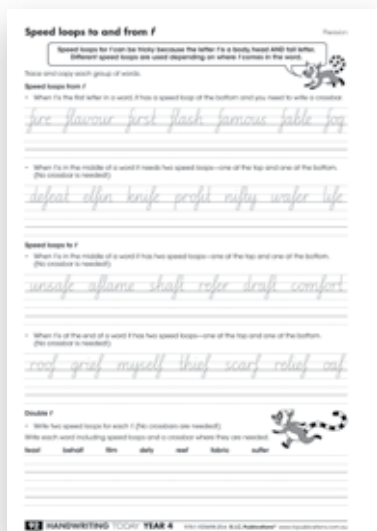 Speed loops to and from f
Revision
Speed loops for f can be tricky because the letter f is a body, head AND tail letter.
Different speed loops are used depending on where f comes in the word.
Trace and copy each group of words.
Speed loops from f
• When f is the first letter in a word, it has a speed loop at the bottom and you need to write a crossbar.
fire flavour first flash famous fable fog
• When f is in the middle of a word it needs two speed loops—one at the top and one at the bottom.
(No crossbar is needed!)
defeat elfin knife profit nifty wafer life
Speed loops to f
• When f is in the middle of a word it has two speed loops—one at the top and one at the bottom.
(No crossbar is needed!)
unsafe aflame shaft refer draft comfort
• When f is at the end of a word it has two speed loops—one at the top and one at the bottom.
(No crossbar is needed!)
roof grief myself thief scarf relief oaf
Double f
• Write two speed loops for each f. (No crossbars are needed!)
Write each word including speed loops and a crossbar where they are needed.
feast behalf film defy reef fabric suffer
92 HANDWRITING TODAY YEAR 4
R.I.C. Publications® www.ricpublications.com.au